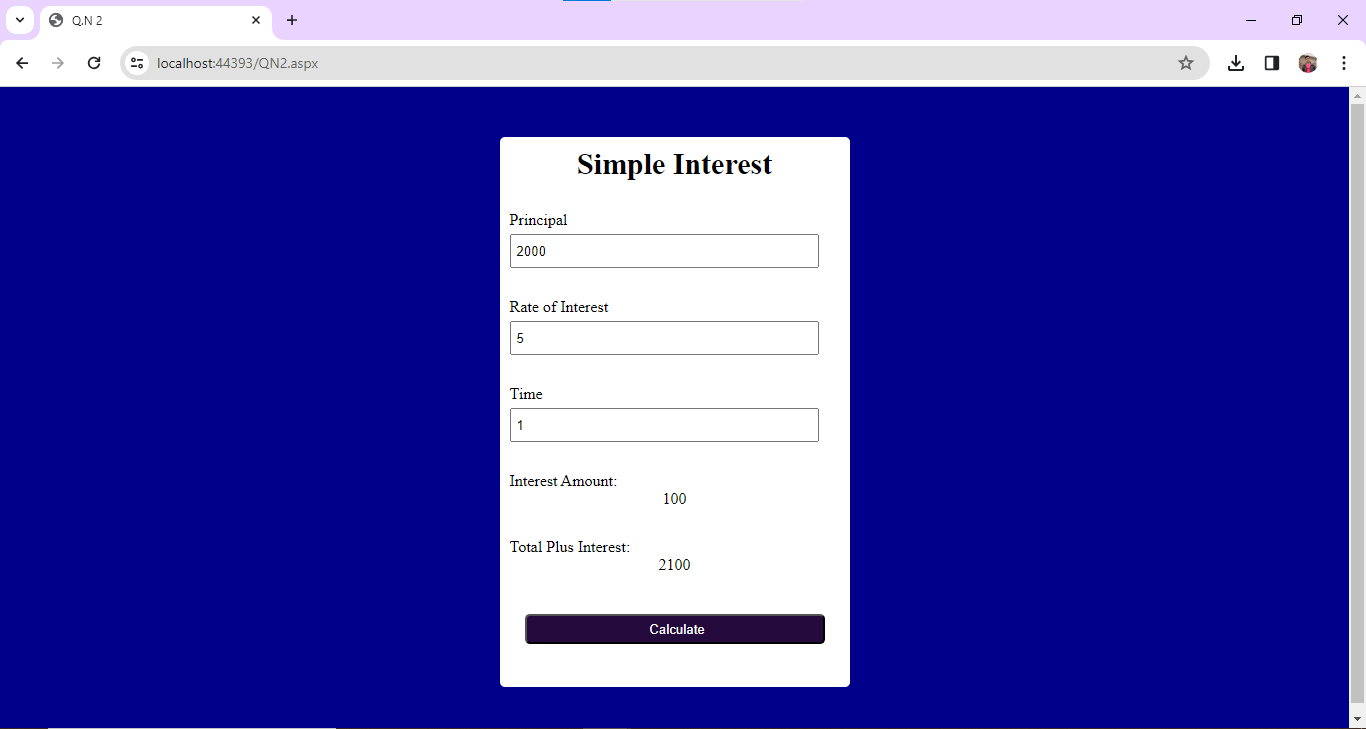 Q.N 2
localhost:44393/QN2.aspx
Simple Interest
Principal
2000
Rate of Interest
5
Time
1
Interest Amount:
100
Total Plus Interest:
2100
Calculate